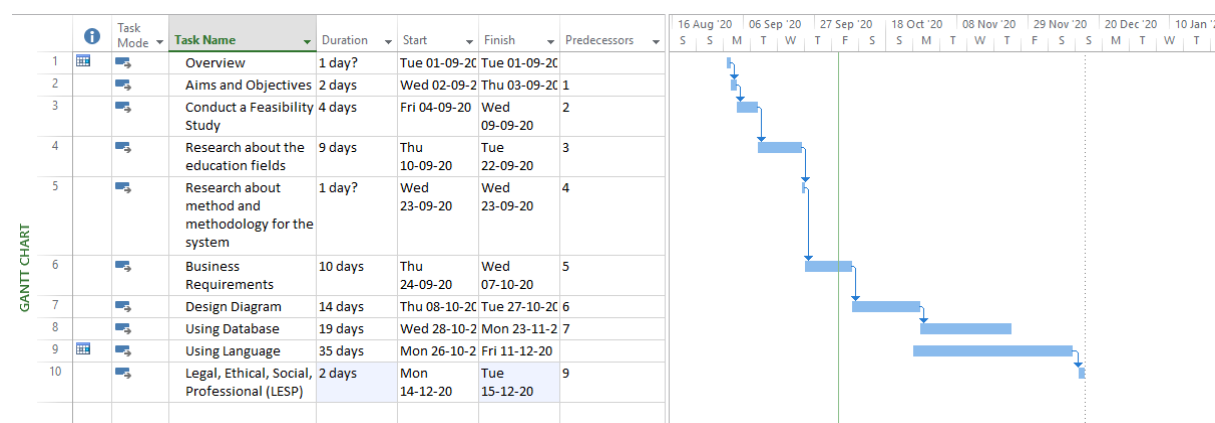 16 Aug '20 06 Sep '20 27 Sep '20 18 Oct '20 08 Nov '20 29 Nov '20 20 Dec '20 10 Jan '
S S M T W T F S S M T W T F S S M T W T
Task Mode Task Name Duration Start Finish Predecessors
1 Overview 1 day? Tue 01-09-20 Tue 01-09-20
2 Aims and Objectives 2 days Wed 02-09-2 Thu 03-09-20 1
3 Conduct a Feasibility 4 days Fri 04-09-20 Wed 2
Study 09-09-20
4 Research about the 9 days Thu Tue 3
education fields 10-09-20 22-09-20
5 Research about 1 day? Wed Wed 4
method and 23-09-20 23-09-20
methodology for the
system
6 Business 10 days Thu Wed 5
Requirements 24-09-20 07-10-20
7 Design Diagram 14 days Thu 08-10-20 Tue 27-10-20 6
8 Using Database 19 days Wed 28-10-2 Mon 23-11-2 7
9 Using Language 35 days Mon 26-10-2 Fri 11-12-20
10 Legal, Ethical, Social, 2 days Mon Tue 9
Professional (LESP) 14-12-20 15-12-20
GANTT CHART